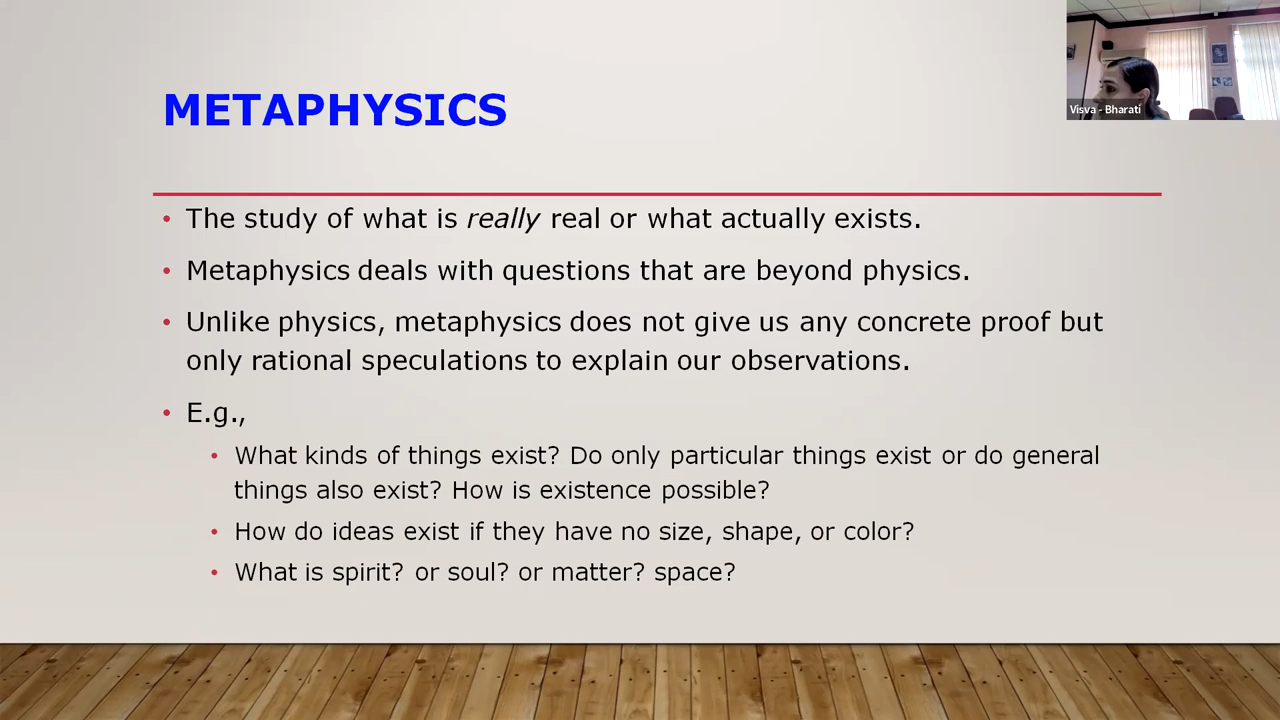 METAPHYSICS
Visva - Bharati
• The study of what is really real or what actually exists.
• Metaphysics deals with questions that are beyond physics.
• Unlike physics, metaphysics does not give us any concrete proof but
only rational speculations to explain our observations.
• E.g.,
• What kinds of things exist? Do only particular things exist or do general
things also exist? How is existence possible?
• How do ideas exist if they have no size, shape, or color?
• What is spirit? or soul? or matter? space?